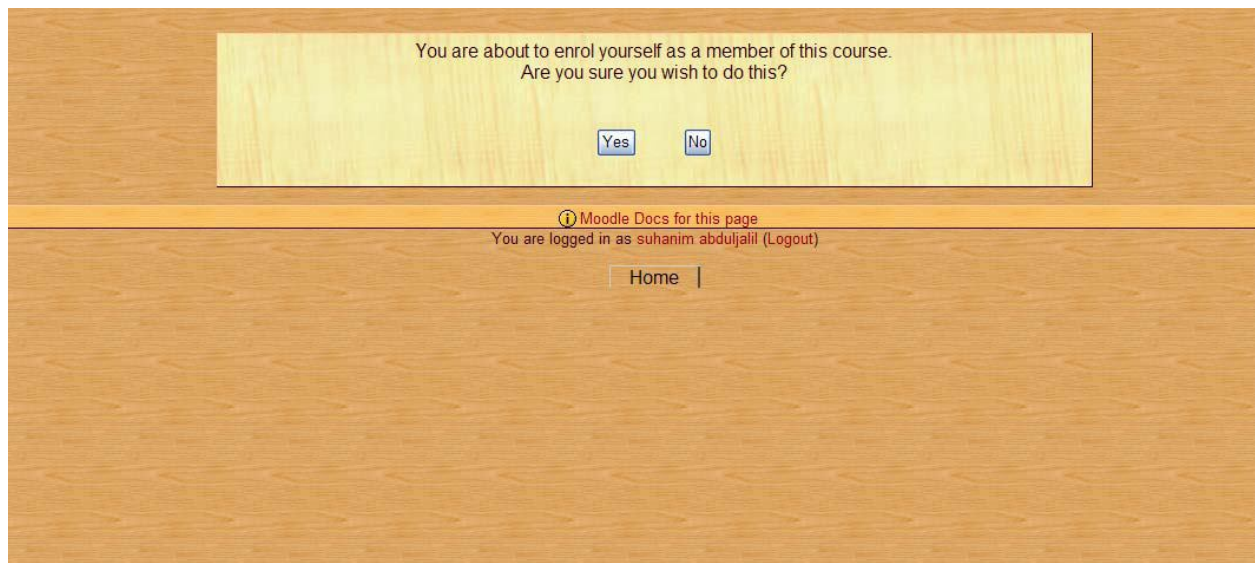 You are about to enrol yourself as a member of this course.
Are you sure you wish to do this?
Yes No
Moodle Docs for this page
You are logged in as suhanim abduljalil (Logout)
Home